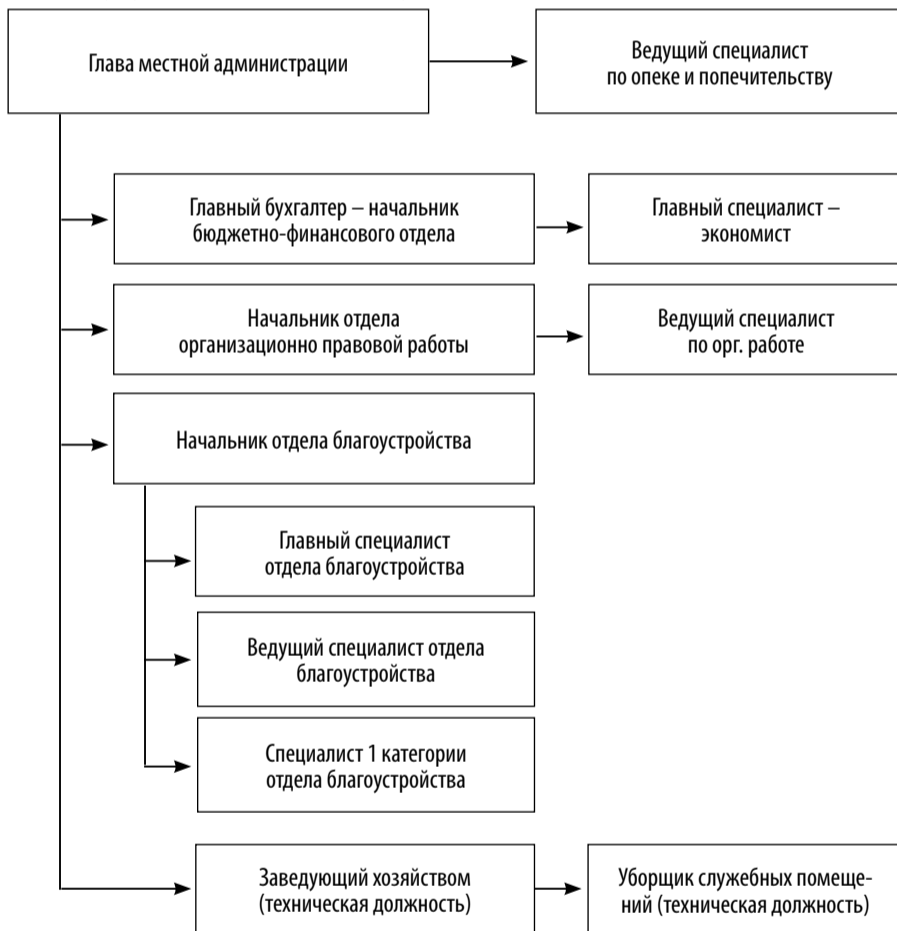 Глава местной администрации
Ведущий специалист
по опеке и попечительству
Главный бухгалтер – начальник
бюджетно-финансового отдела
Главный специалист –
экономист
Начальник отдела
организационно правовой работы
Ведущий специалист
по орг. работе
Начальник отдела благоустройства
Главный специалист
отдела благоустройства
Ведущий специалист отдела
благоустройства
Специалист 1 категории
отдела благоустройства
Заведующий хозяйством
(техническая должность)
Уборщик служебных помеще-
ний (техническая должность)